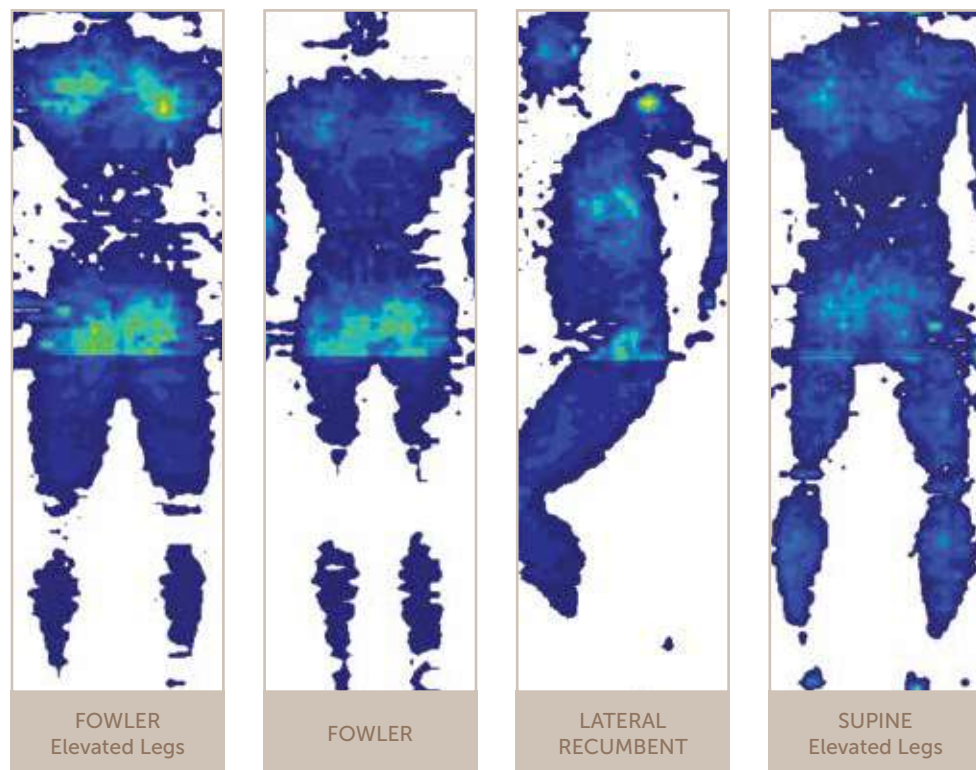 FOWLER
Elevated Legs
FOWLER
LATERAL
RECUMBENT
SUPINE
Elevated Legs